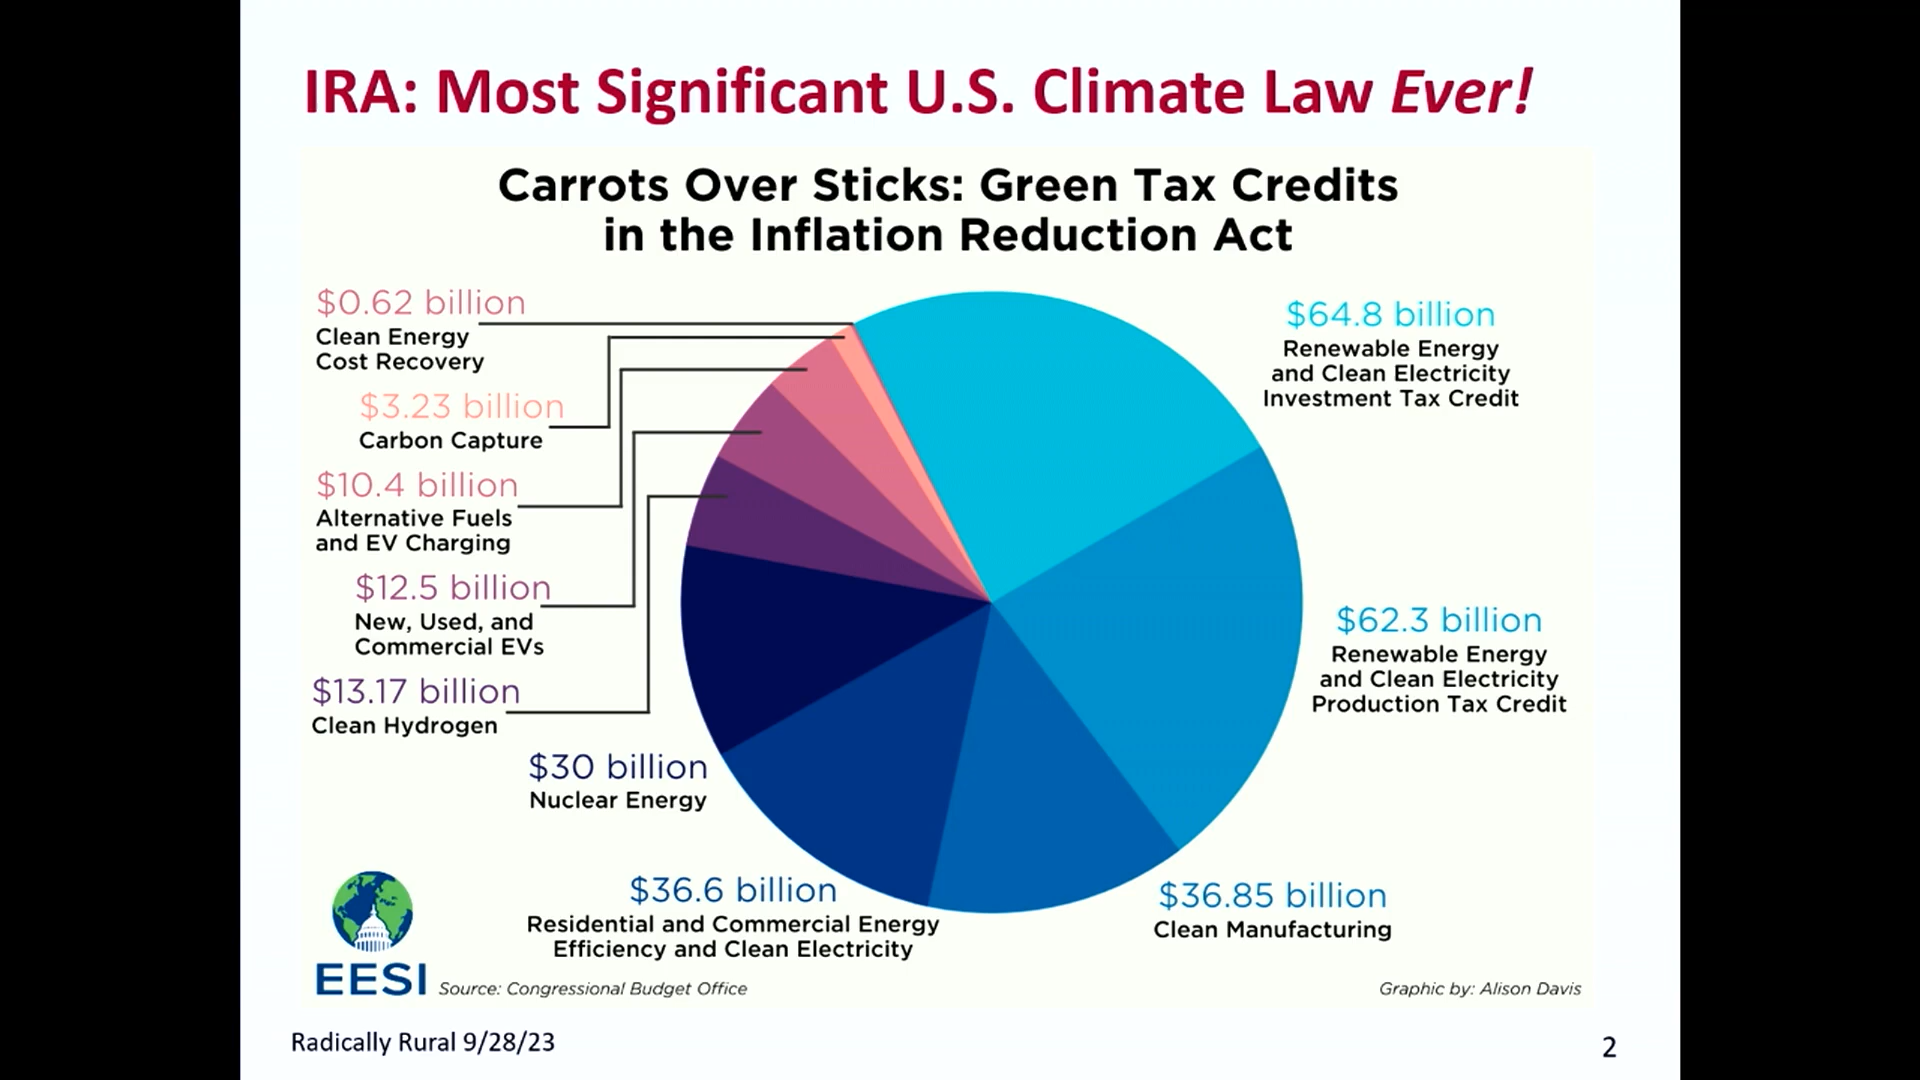 IRA: Most Significant U.S. Climate Law Ever!
Carrots Over Sticks: Green Tax Credits
in the Inflation Reduction Act
$0.62 billion
Clean Energy
Cost Recovery
$3.23 billion
Carbon Capture
$10.4 billion
Alternative Fuels
and EV Charging
$12.5 billion
New, Used, and
Commercial EVs
$13.17 billion
Clean Hydrogen
$30 billion
Nuclear Energy
$36.6 billion
Residential and Commercial Energy
Efficiency and Clean Electricity
$36.85 billion
Clean Manufacturing
$62.3 billion
Renewable Energy
and Clean Electricity
Production Tax Credit
$64.8 billion
Renewable Energy
and Clean Electricity
Investment Tax Credit
EESI
Source: Congressional Budget Office
Graphic by: Alison Davis
Radically Rural 9/28/23
2